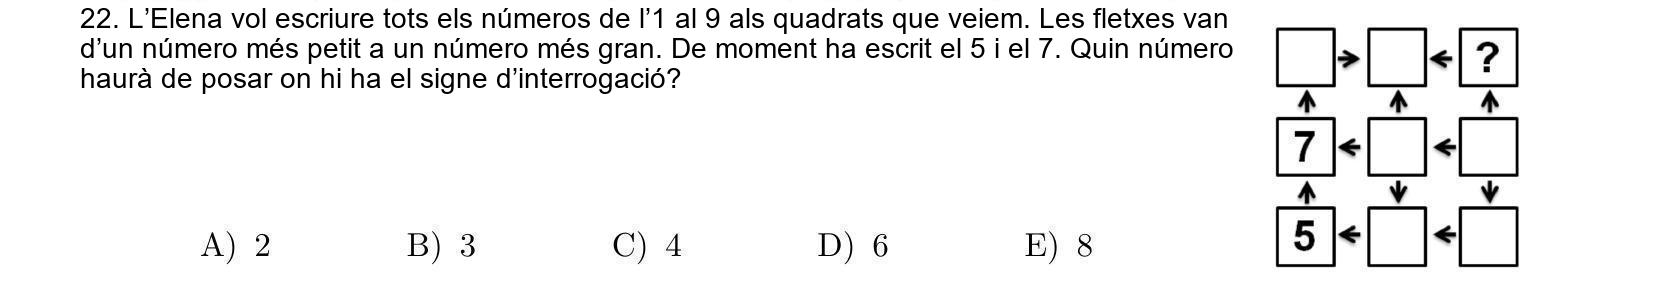 22. L’Elena vol escriure tots els números de l’1 al 9 als quadrats que veiem. Les fletxes van
d’un número més petit a un número més gran. De moment ha escrit el 5 i el 7. Quin número
haurà de posar on hi ha el signe d’interrogació?
?
7
5
A) 2 B) 3 C) 4 D) 6 E) 8